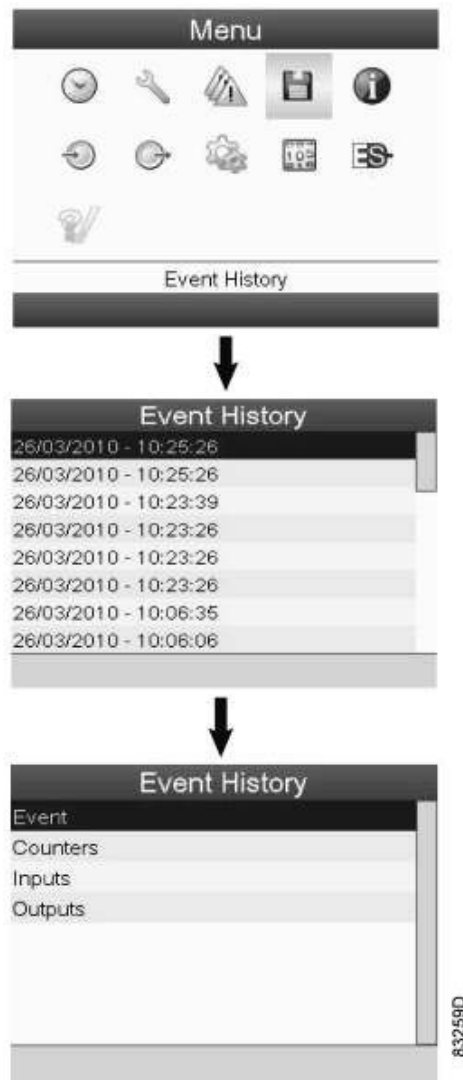 Menu
Event History
Event History
26/03/2010 - 10:25:26
26/03/2010 - 10:25:26
26/03/2010 - 10:23:39
26/03/2010 - 10:23:26
26/03/2010 - 10:23:26
26/03/2010 - 10:23:26
26/03/2010 - 10:06:35
26/03/2010 - 10:06:06
Event History
Event
Counters
Inputs
Outputs
83259D